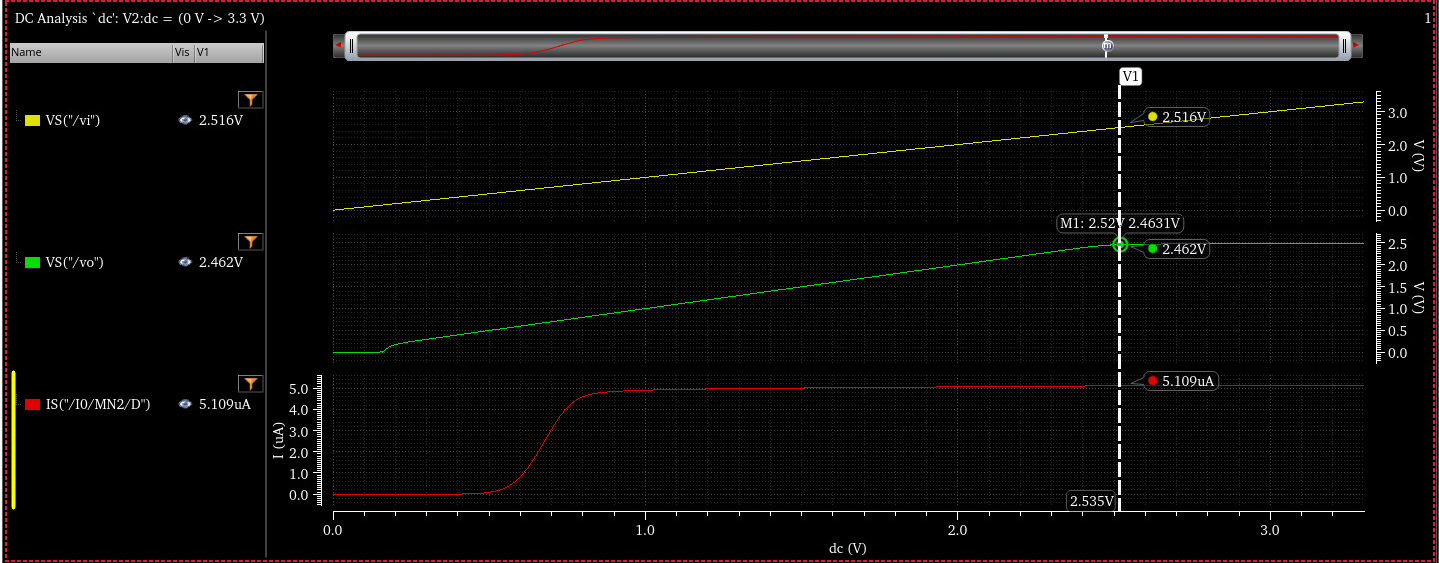 DC Analysis `dc': V2:dc = (0 V -> 3.3 V)
1
Name Vis V1
m
V1
VS("/vi") 2.516V
2.516V
3.0
2.0
1.0
0.0
V (V)
M1: 2.52V 2.4631V
VS("/vo") 2.462V
2.462V
2.5
2.0
1.5
1.0
0.5
0.0
V (V)
IS("/I0/MN2/D") 5.109uA
5.109uA
5.0
4.0
3.0
2.0
1.0
0.0
I (uA)
2.535V
0.0 1.0 2.0 3.0
dc (V)